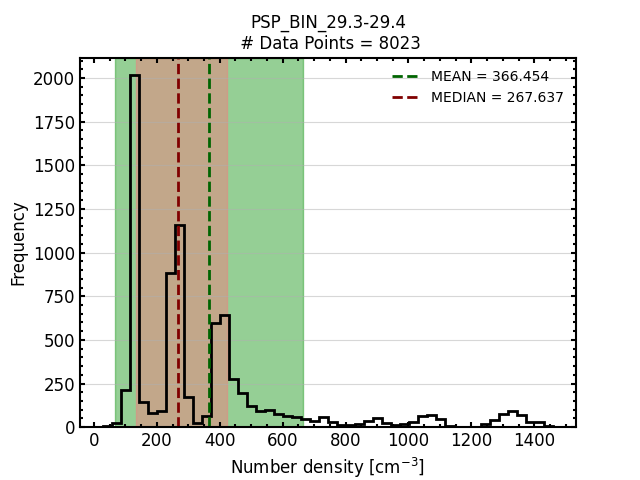 PSP_BIN_29.3-29.4
# Data Points = 8023
MEAN = 366.454
MEDIAN = 267.637
Frequency
2000
1750
1500
1250
1000
750
500
250
0
0 200 400 600 800 1000 1200 1400
Number density [cm⁻³]